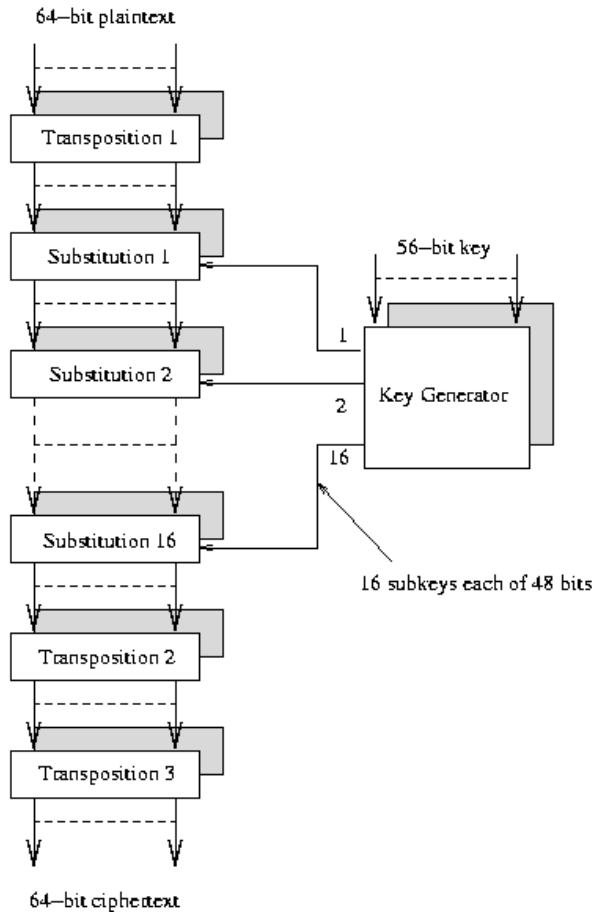 64-bit plaintext
Transposition 1
Substitution 1
56-bit key
1
Substitution 2
2
Key Generator
16
Substitution 16
16 subkeys each of 48 bits
Transposition 2
Transposition 3
64-bit ciphertext